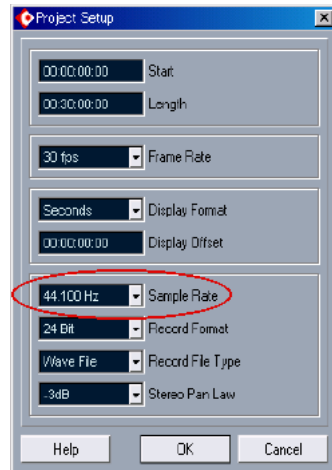 Project Setup
00:00:00:00 Start
00:30:00:00 Length
30 fps Frame Rate
Seconds Display Format
00:00:00:00 Display Offset
44.100 Hz Sample Rate
24 Bit Record Format
Wave File Record File Type
-3dB Stereo Pan Law
Help OK Cancel